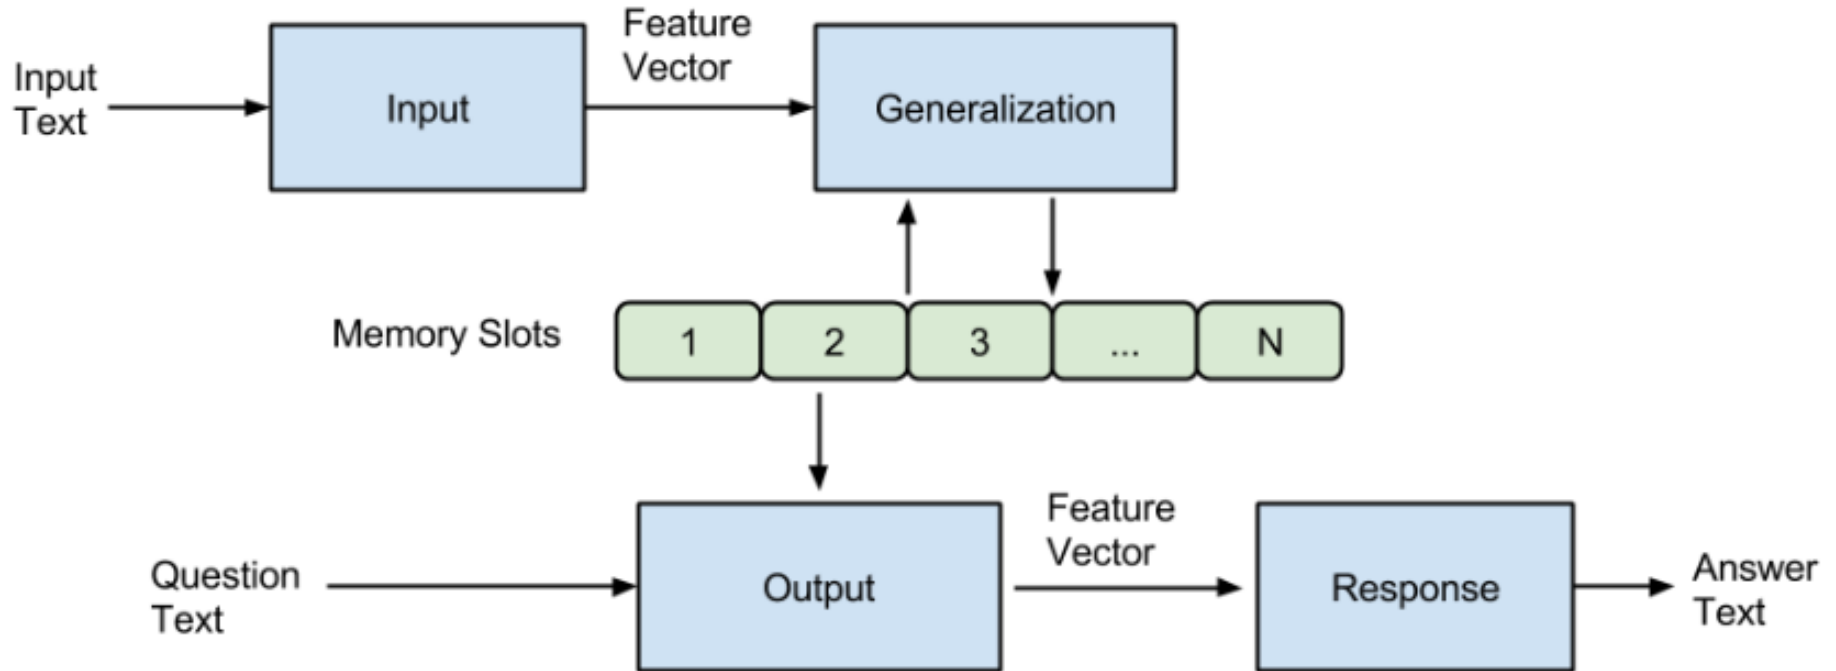 Input
Text
Input
Feature
Vector
Generalization
Memory Slots
1
2
3
...
N
Question
Text
Output
Feature
Vector
Response
Answer
Text